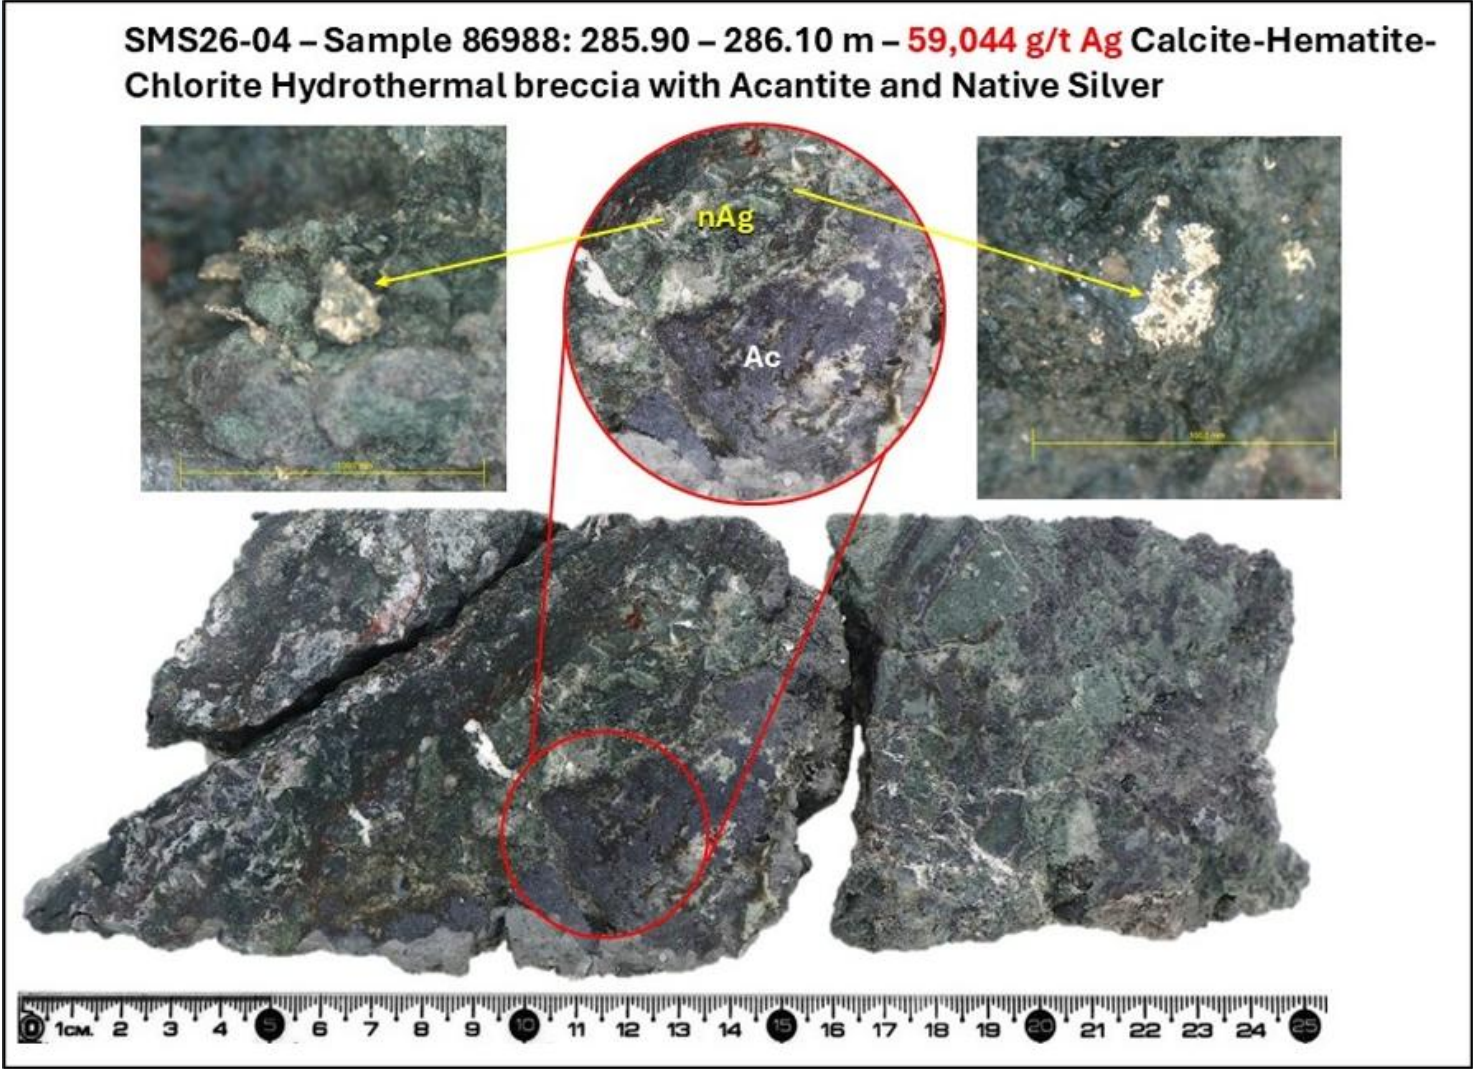 SMS26-04 – Sample 86988: 285.90 – 286.10 m – 59,044 g/t Ag Calcite-Hematite-
Chlorite Hydrothermal breccia with Acantite and Native Silver
nAg
Ac
0 1см. 2 3 4 5 6 7 8 9 10 11 12 13 14 15 16 17 18 19 20 21 22 23 24 25